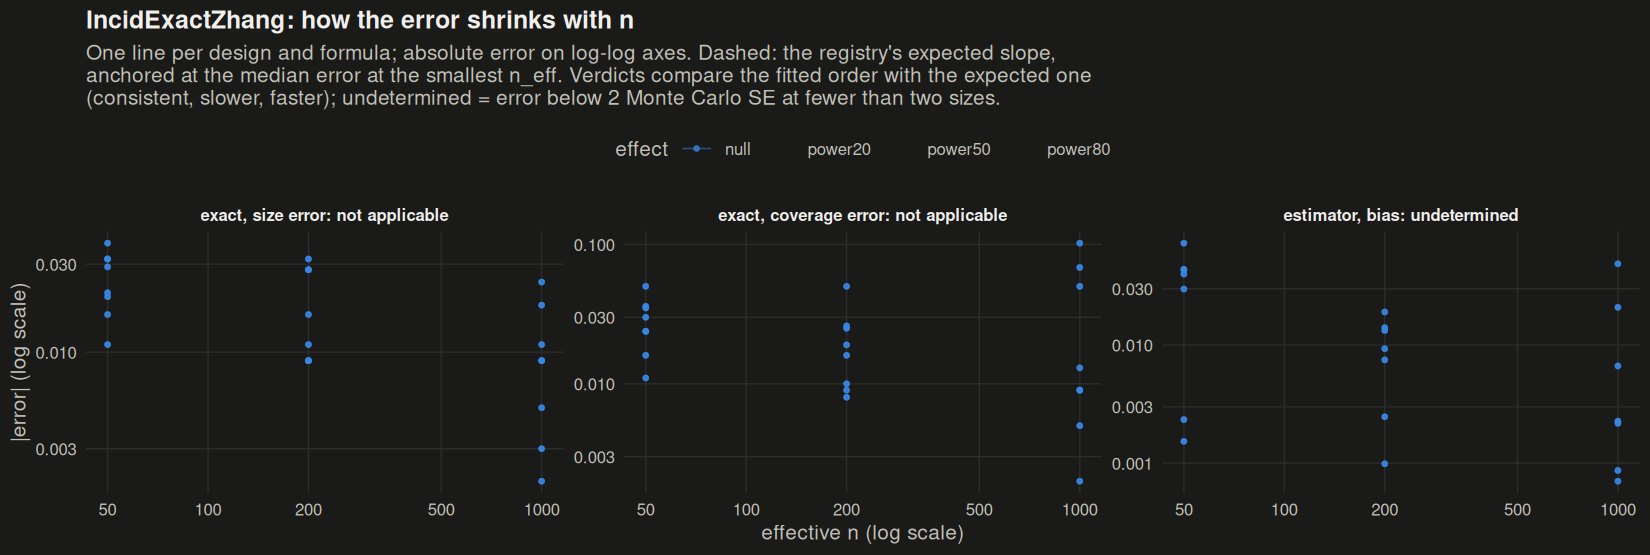 IncidExactZhang: how the error shrinks with n
One line per design and formula; absolute error on log-log axes. Dashed: the registry's expected slope,
anchored at the median error at the smallest n_eff. Verdicts compare the fitted order with the expected one
(consistent, slower, faster); undetermined = error below 2 Monte Carlo SE at fewer than two sizes.
effect null power20 power50 power80
exact, size error: not applicable
exact, coverage error: not applicable
estimator, bias: undetermined
|error| (log scale)
0.030
0.010
0.003
50 100 200 500 1000
0.100
0.030
0.010
0.003
50 100 200 500 1000
0.030
0.010
0.003
0.001
50 100 200 500 1000
effective n (log scale)